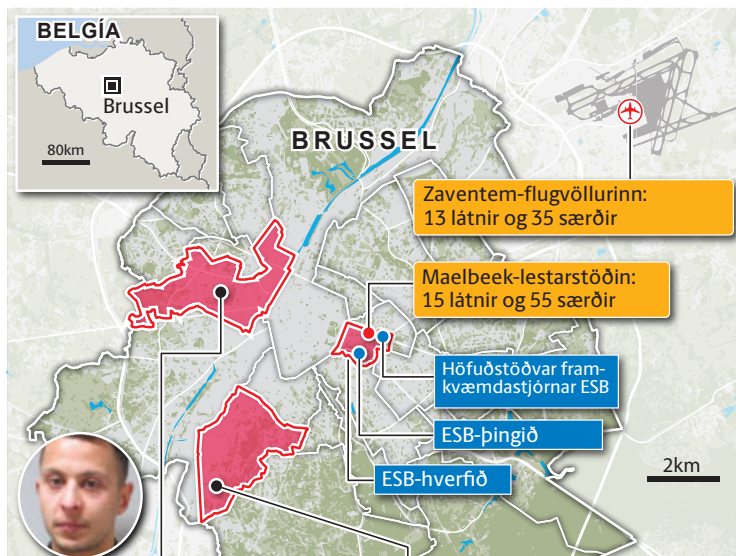 BELGÍA
Brussel
80km
BRUSSEL
Zaventem-flugvöllurinn:
13 látnir og 35 særðir
Maelbeek-lestarstöðin:
15 látnir og 55 særðir
Höfuðstöðvar fram-
kvæmdastjórnar ESB
ESB-þingið
ESB-hverfið
2km